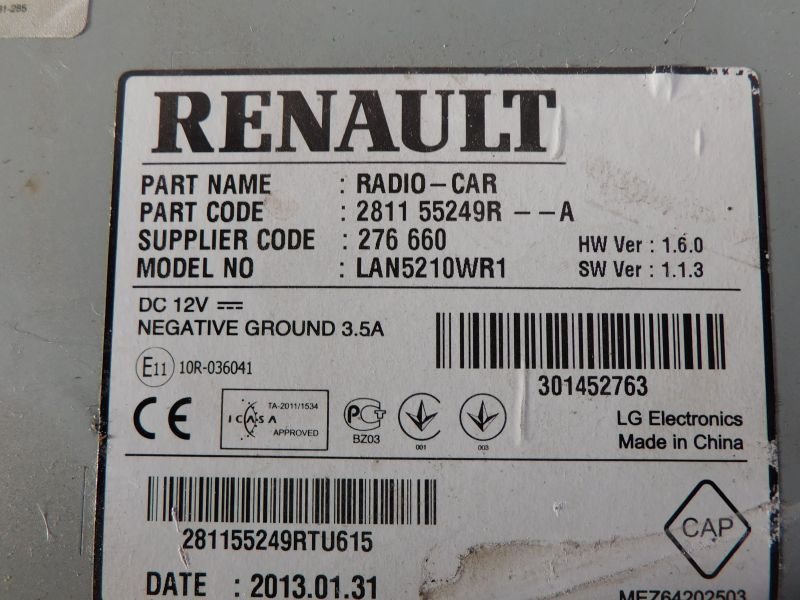 RENAULT
PART NAME : RADIO-CAR
PART CODE : 2811 55249R --A
SUPPLIER CODE : 276 660 HW Ver : 1.6.0
MODEL NO : LAN5210WR1 SW Ver : 1.1.3
DC 12V
NEGATIVE GROUND 3.5A
E11 10R-036041
301452763
CE ICASA TA-2011/1534 APPROVED PCT BZ03 001 003
LG Electronics
Made in China
281155249RTU615
CAP
DATE : 2013.01.31
MEZ64202503